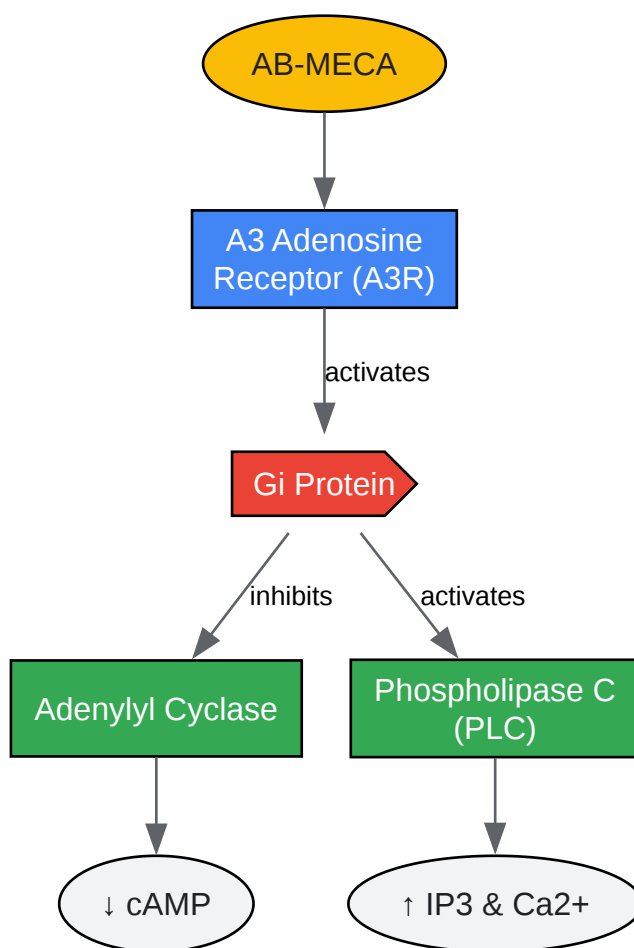 AB-MECA
A3 Adenosine
Receptor (A3R)
activates
Gi Protein
inhibits
activates
Adenylyl Cyclase
Phospholipase C
(PLC)
↓ cAMP
↑ IP3 & Ca2+